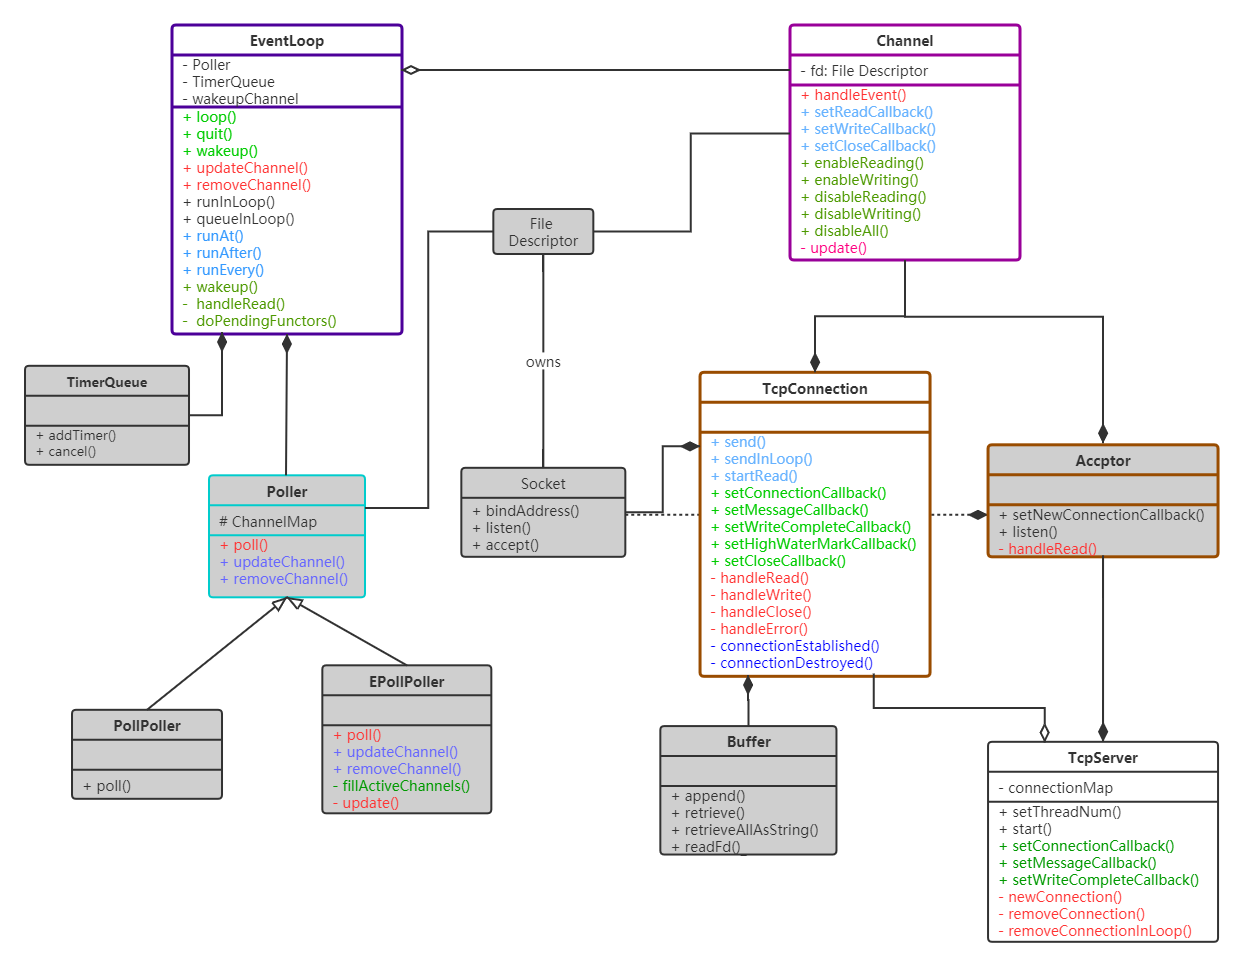 EventLoop
- Poller
- TimerQueue
- wakeupChannel
+ loop()
+ quit()
+ wakeup()
+ updateChannel()
+ removeChannel()
+ runInLoop()
+ queueInLoop()
+ runAt()
+ runAfter()
+ runEvery()
+ wakeup()
- handleRead()
- doPendingFunctors()
Channel
- fd: File Descriptor
+ handleEvent()
+ setReadCallback()
+ setWriteCallback()
+ setCloseCallback()
+ enableReading()
+ enableWriting()
+ disableReading()
+ disableWriting()
+ disableAll()
- update()
File
Descriptor
owns
TimerQueue
+ addTimer()
+ cancel()
Poller
# ChannelMap
+ poll()
+ updateChannel()
+ removeChannel()
Socket
+ bindAddress()
+ listen()
+ accept()
TcpConnection
+ send()
+ sendInLoop()
+ startRead()
+ setConnectionCallback()
+ setMessageCallback()
+ setWriteCompleteCallback()
+ setHighWaterMarkCallback()
+ setCloseCallback()
- handleRead()
- handleWrite()
- handleClose()
- handleError()
- connectionEstablished()
- connectionDestroyed()
Accptor
+ setNewConnectionCallback()
+ listen()
- handleRead()
PollPoller
+ poll()
EPollPoller
+ poll()
+ updateChannel()
+ removeChannel()
- fillActiveChannels()
- update()
Buffer
+ append()
+ retrieve()
+ retrieveAllAsString()
+ readFd()_
TcpServer
- connectionMap
+ setThreadNum()
+ start()
+ setConnectionCallback()
+ setMessageCallback()
+ setWriteCompleteCallback()
- newConnection()
- removeConnection()
- removeConnectionInLoop()